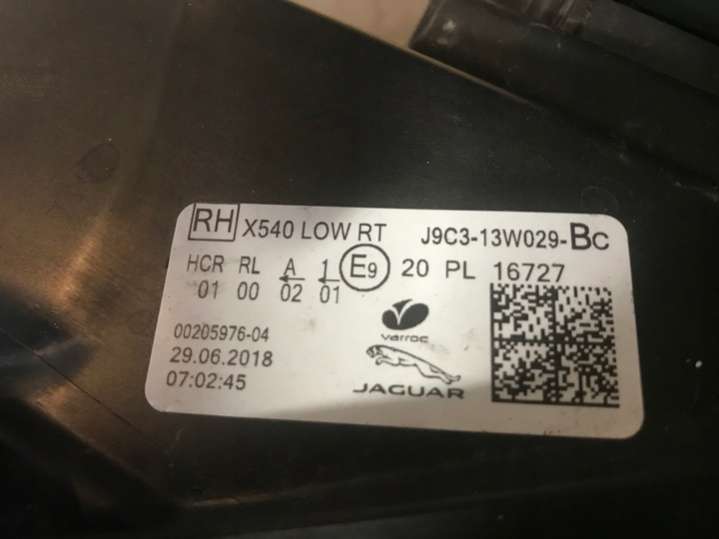 RH X540 LOW RT J9C3-13W029-BC
HCR RL A 1 E9 20 PL 16727
01 00 02 01
00205976-04
29.06.2018
07:02:45
varroc
JAGUAR